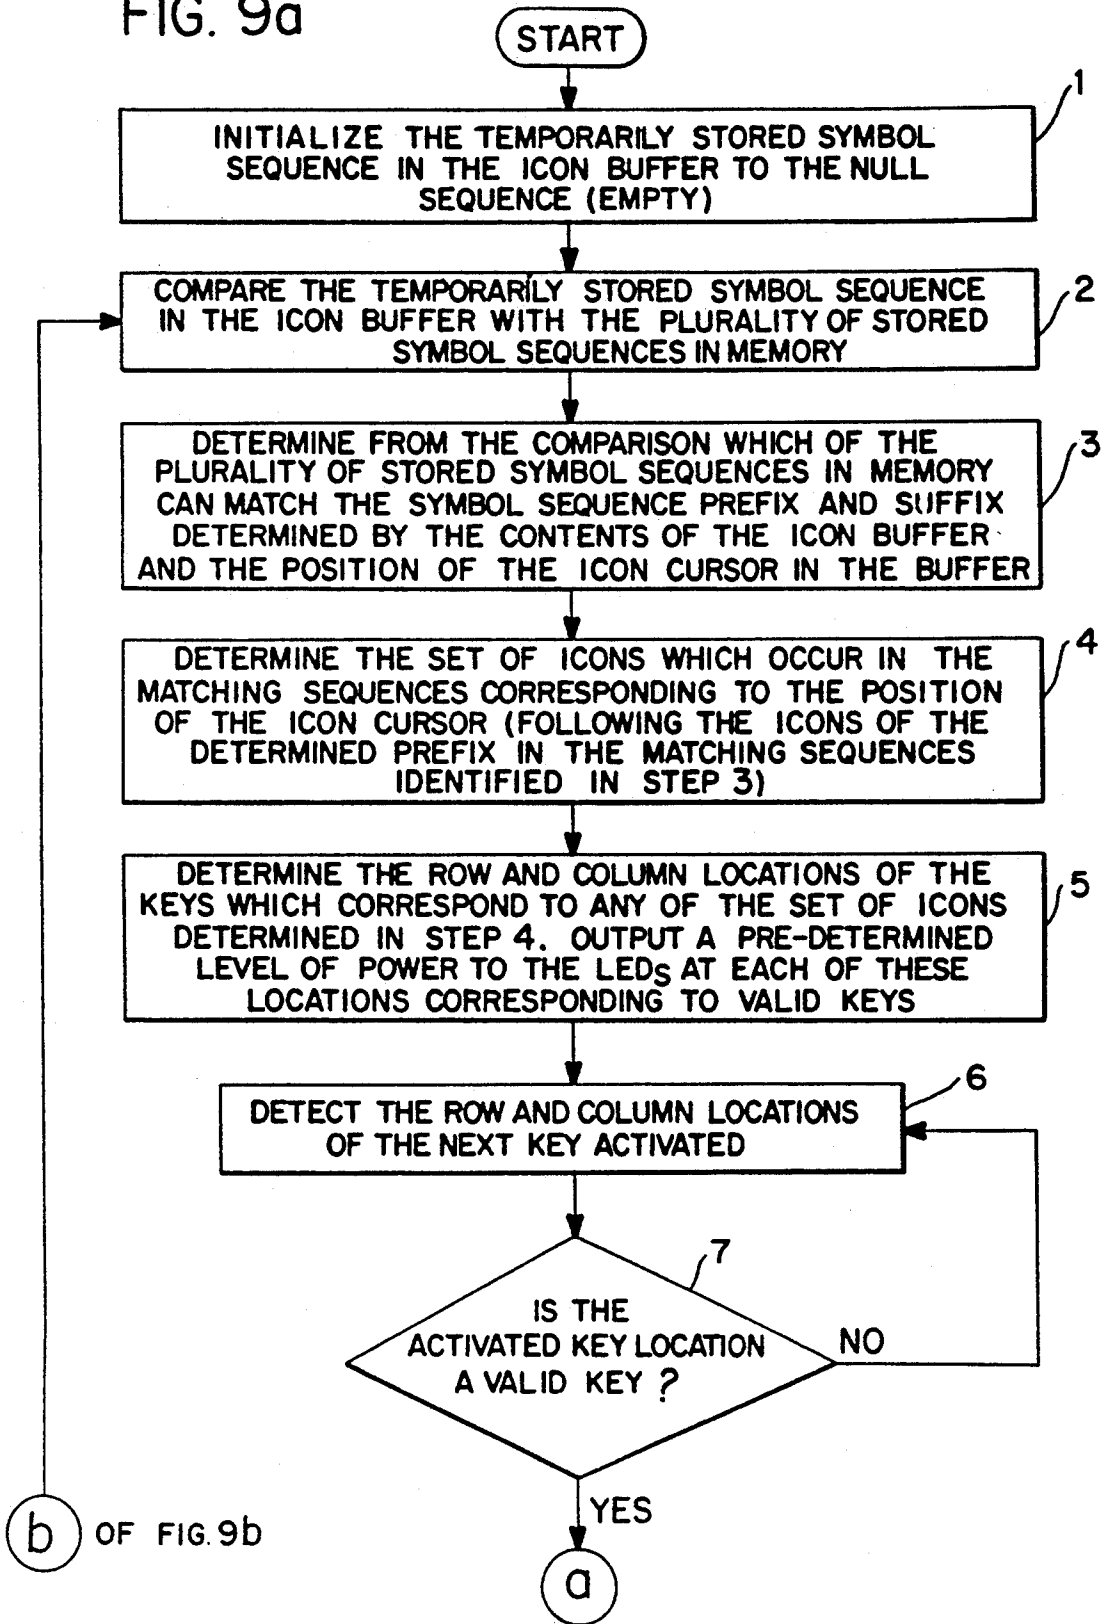 FIG. 9a
START
1
INITIALIZE THE TEMPORARILY STORED SYMBOL
SEQUENCE IN THE ICON BUFFER TO THE NULL
SEQUENCE (EMPTY)
2
COMPARE THE TEMPORARILY STORED SYMBOL SEQUENCE
IN THE ICON BUFFER WITH THE PLURALITY OF STORED
SYMBOL SEQUENCES IN MEMORY
3
DETERMINE FROM THE COMPARISON WHICH OF THE
PLURALITY OF STORED SYMBOL SEQUENCES IN MEMORY
CAN MATCH THE SYMBOL SEQUENCE PREFIX AND SUFFIX
DETERMINED BY THE CONTENTS OF THE ICON BUFFER
AND THE POSITION OF THE ICON CURSOR IN THE BUFFER
4
DETERMINE THE SET OF ICONS WHICH OCCUR IN THE
MATCHING SEQUENCES CORRESPONDING TO THE POSITION
OF THE ICON CURSOR (FOLLOWING THE ICONS OF THE
DETERMINED PREFIX IN THE MATCHING SEQUENCES
IDENTIFIED IN STEP 3)
5
DETERMINE THE ROW AND COLUMN LOCATIONS OF THE
KEYS WHICH CORRESPOND TO ANY OF THE SET OF ICONS
DETERMINED IN STEP 4. OUTPUT A PRE-DETERMINED
LEVEL OF POWER TO THE LEDS AT EACH OF THESE
LOCATIONS CORRESPONDING TO VALID KEYS
6
DETECT THE ROW AND COLUMN LOCATIONS
OF THE NEXT KEY ACTIVATED
7
IS THE
ACTIVATED KEY LOCATION
A VALID KEY ?
NO
YES
b OF FIG. 9b
a